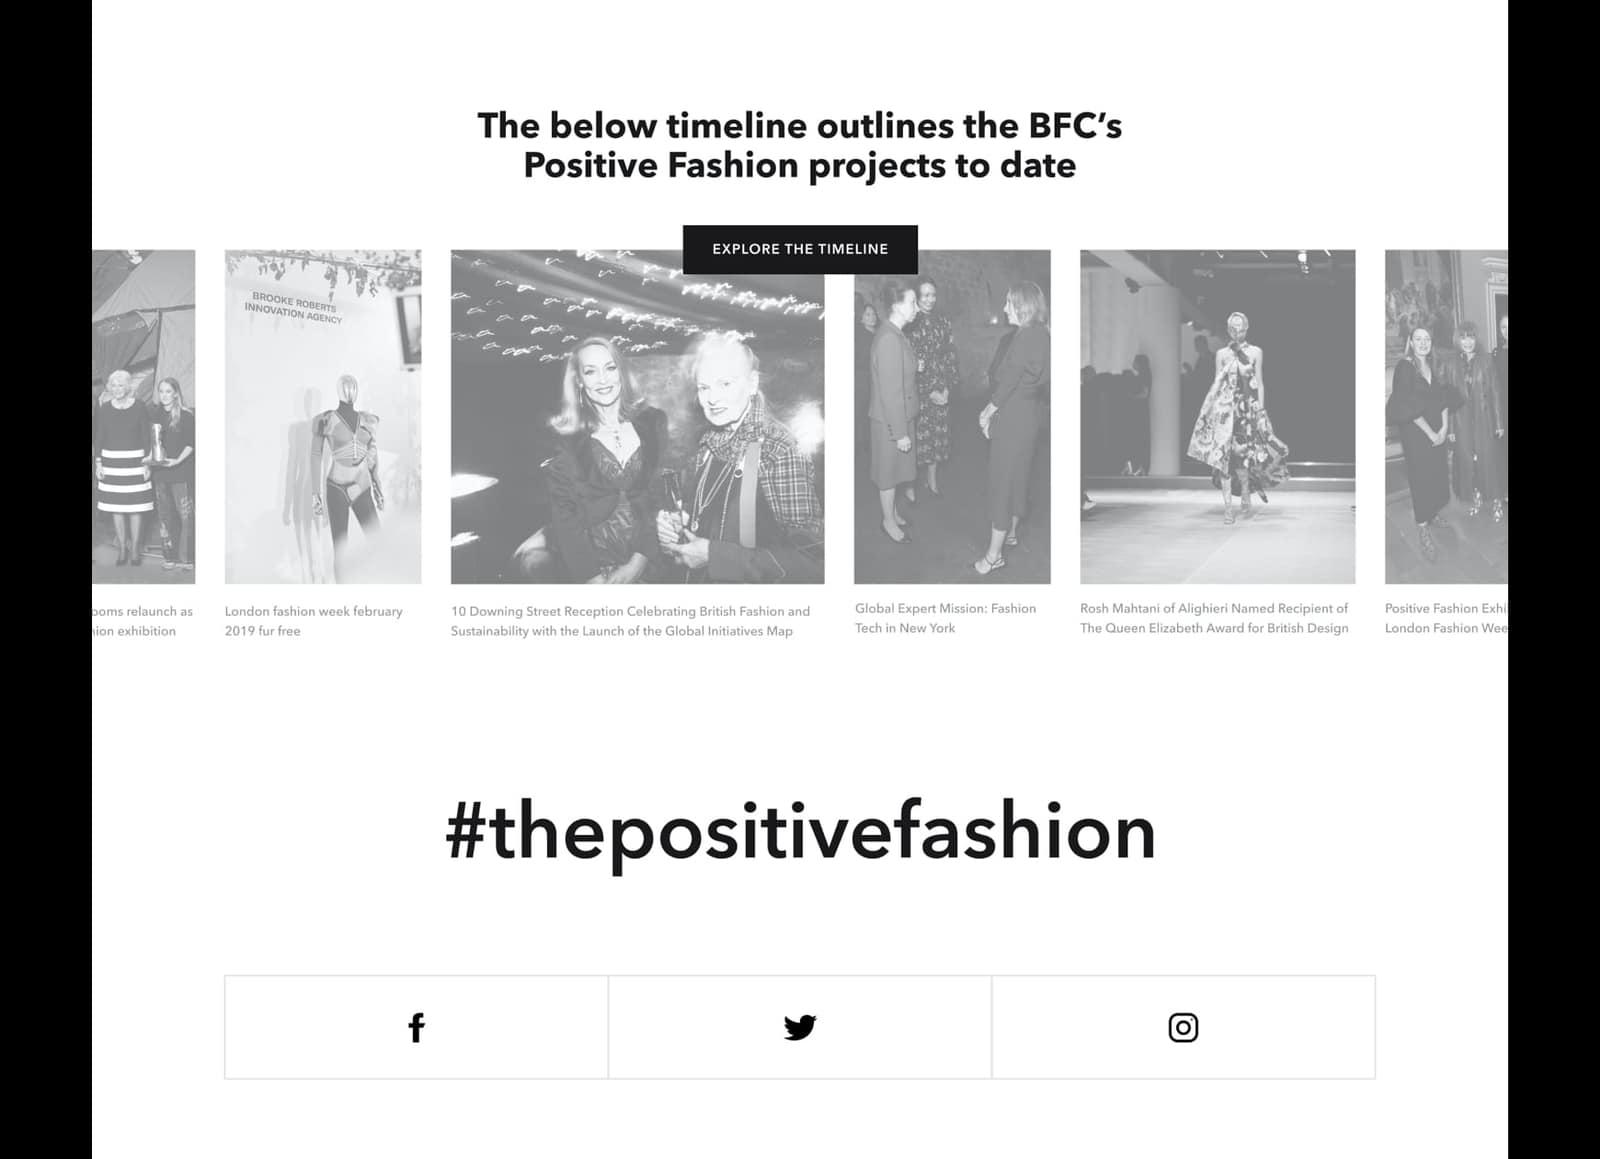 The below timeline outlines the BFC’s
Positive Fashion projects to date
EXPLORE THE TIMELINE
BROOKE ROBERTS
INNOVATION AGENCY
ooms relaunch as
ion exhibition
London fashion week february
2019 fur free
10 Downing Street Reception Celebrating British Fashion and
Sustainability with the Launch of the Global Initiatives Map
Global Expert Mission: Fashion
Tech in New York
Rosh Mahtani of Alighieri Named Recipient of
The Queen Elizabeth Award for British Design
Positive Fashion Exhi
London Fashion Wee
#thepositivefashion